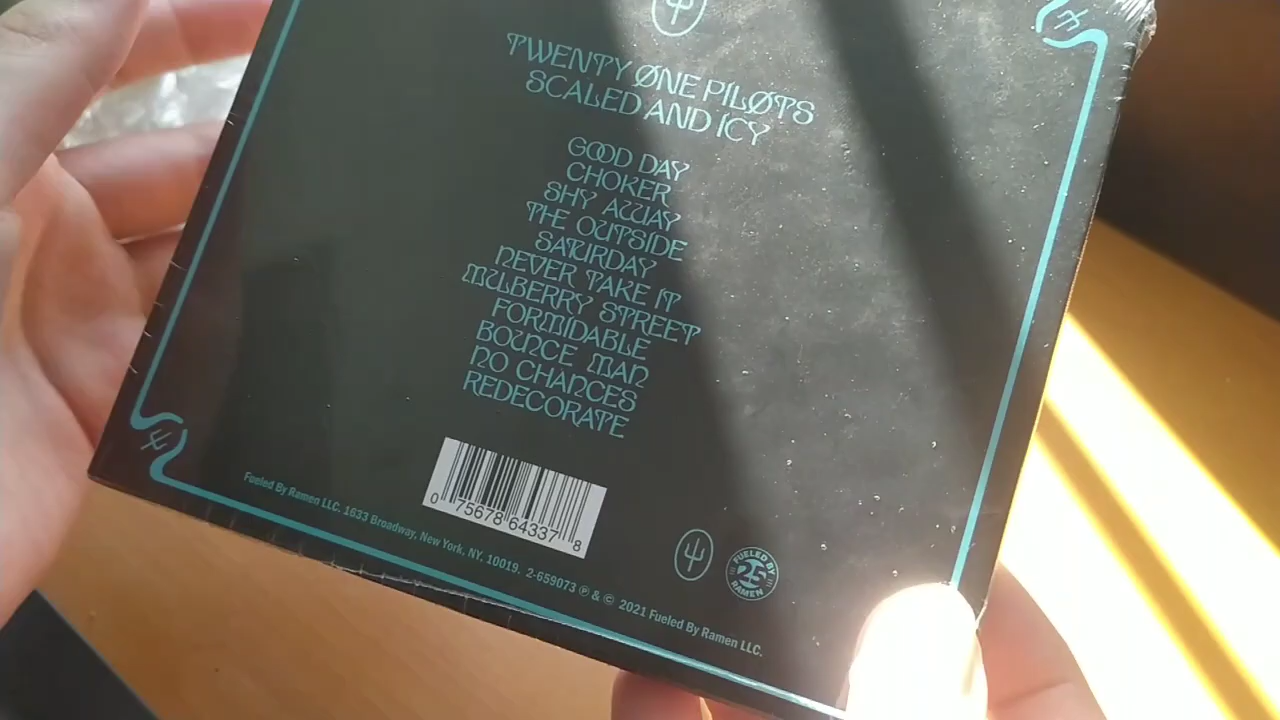 TWENTY ØNE PILØTS
SCALED AND ICY
GOOD DAY
CHOKER
SHY AWAY
THE OUTSIDE
SATURDAY
NEVER TAKE IT
MULBERRY STREET
FORMIDABLE
BOUNCE MAN
NO CHANCES
REDECORATE
0 75678 64337 8
FUELED BY
25
RAMEN
Fueled By Ramen LLC. 1633 Broadway, New York, NY. 10019. 2-659073 ℗ & © 2021 Fueled By Ramen LLC.